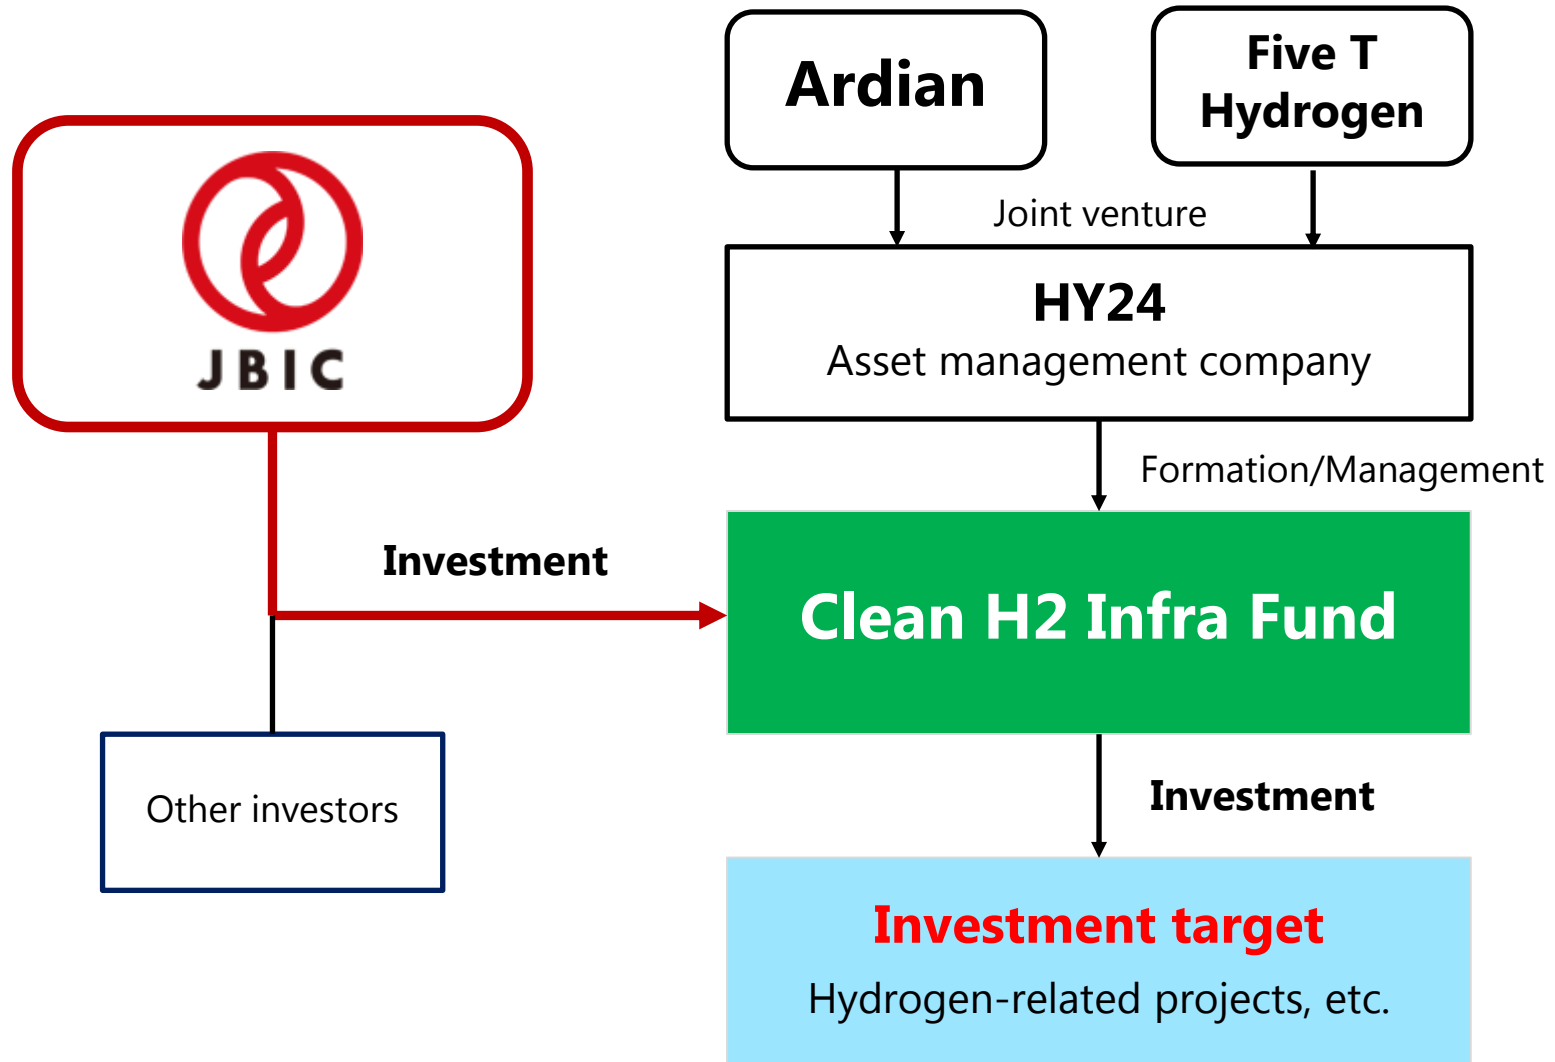 Ardian
Five T
Hydrogen
JBIC
Joint venture
HY24
Asset management company
Formation/Management
Investment
Clean H2 Infra Fund
Other investors
Investment
Investment target
Hydrogen-related projects, etc.